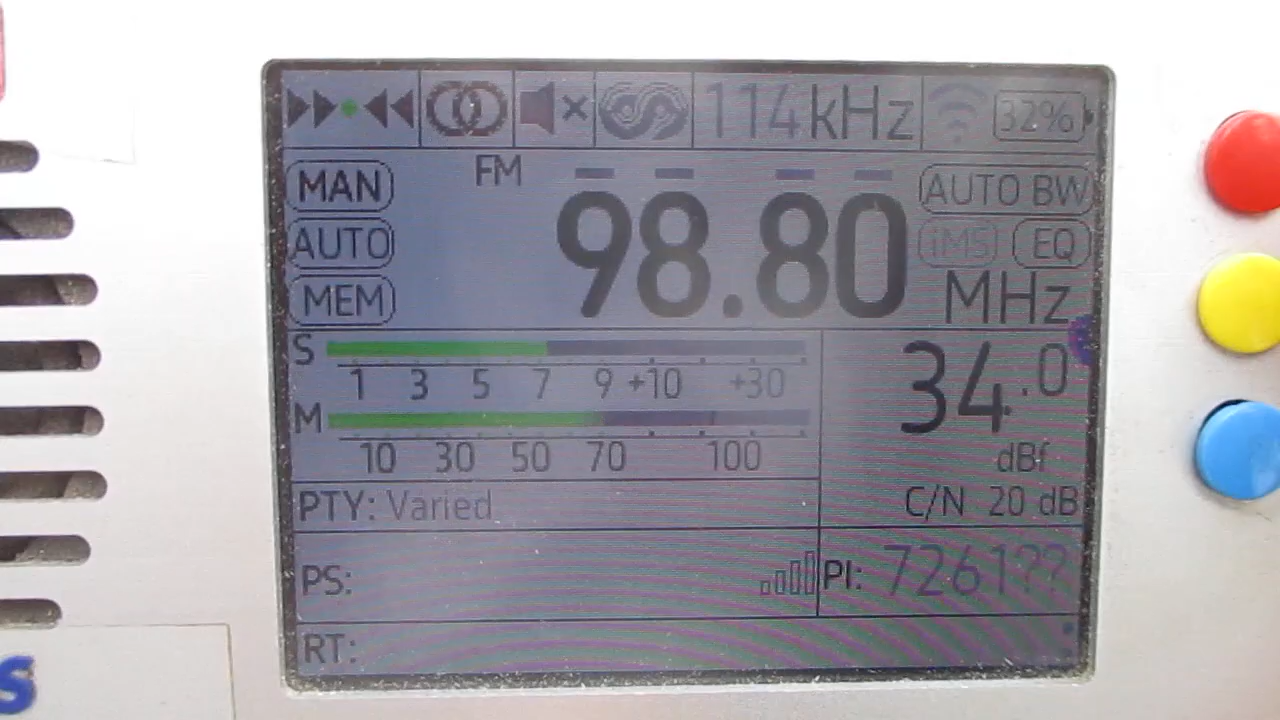 114kHz 32%
MAN FM 98.80 AUTO BW
AUTO iMS EQ
MEM MHz
S
1 3 5 7 9 +10 +30 34.0
M
10 30 50 70 100 dBf
PTY: Varied C/N 20 dB
PS: PI: 7261??
RT:
S